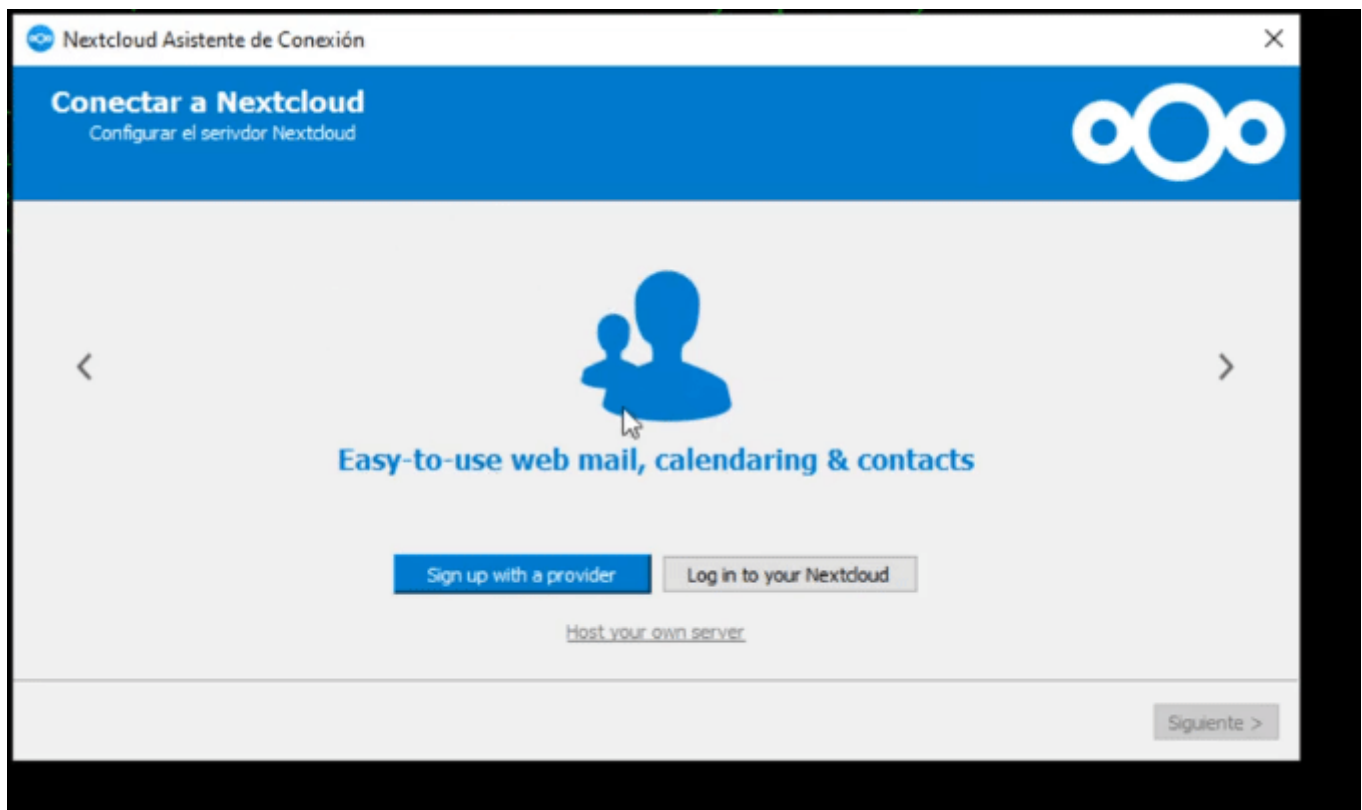 Nextcloud Asistente de Conexión
Conectar a Nextcloud
Configurar el serivdor Nextcloud
Easy-to-use web mail, calendaring & contacts
Sign up with a provider
Log in to your Nextcloud
Host your own server
Siguiente >